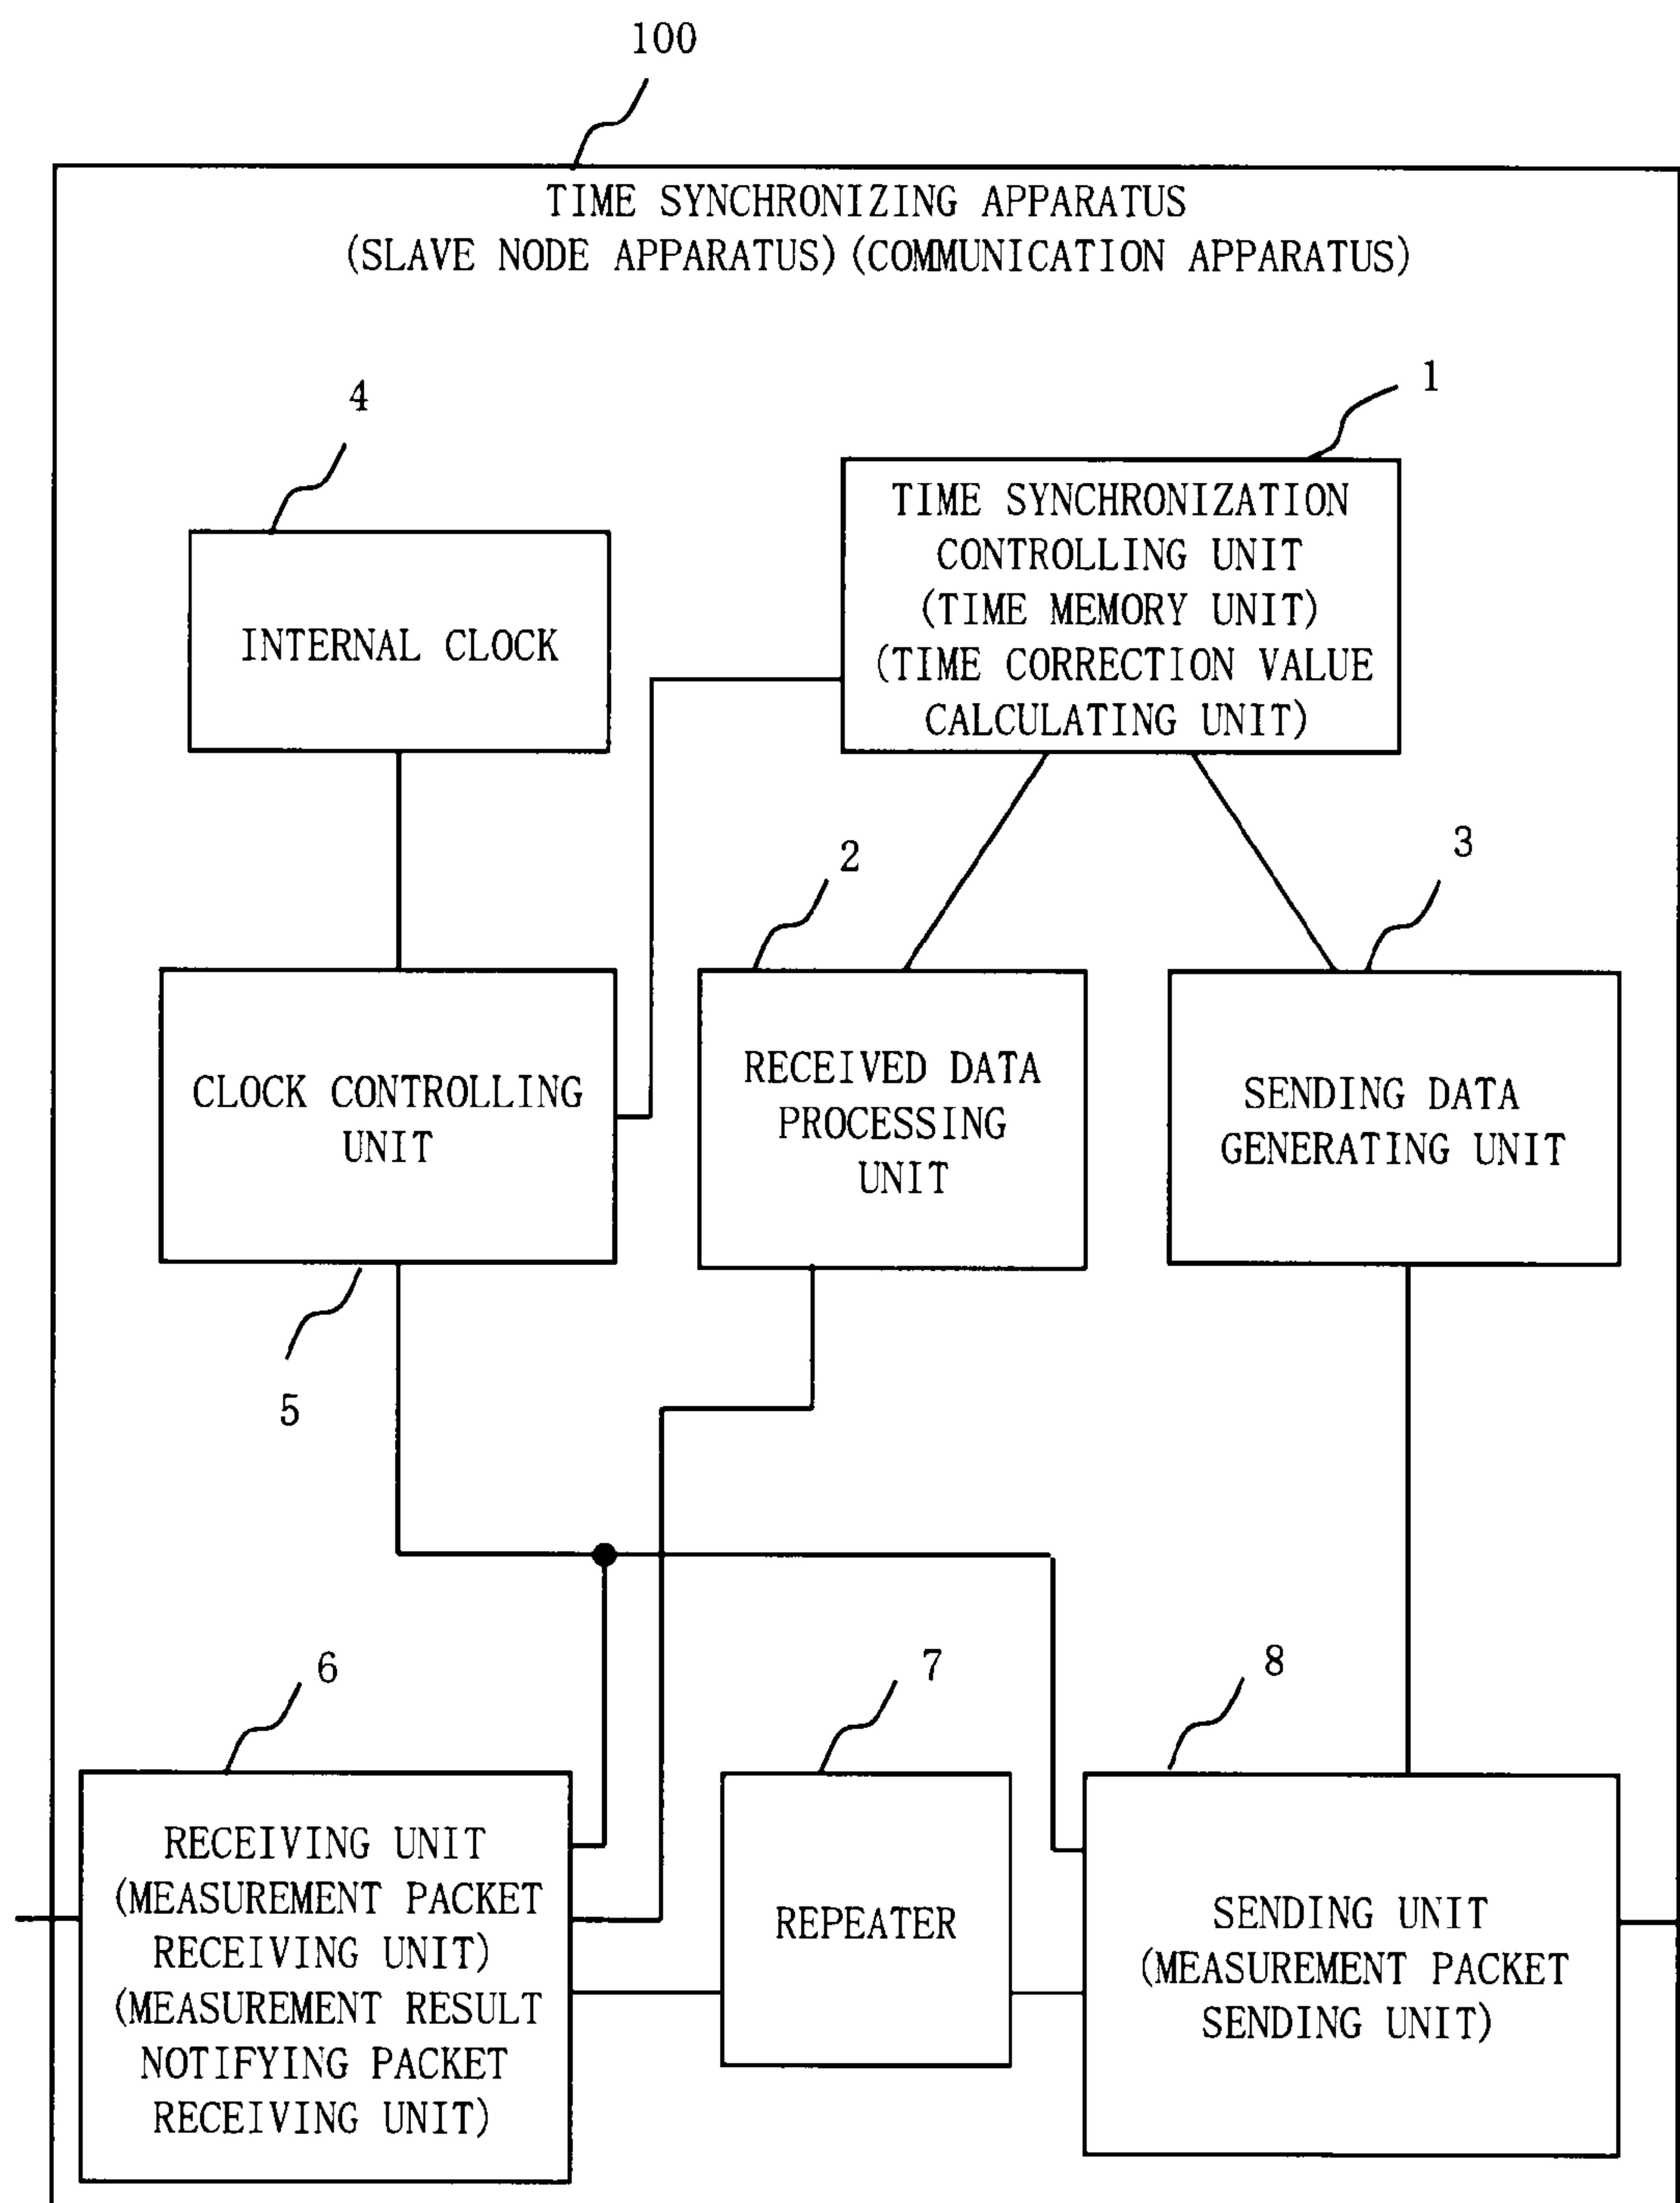 100
TIME SYNCHRONIZING APPARATUS
(SLAVE NODE APPARATUS)(COMMUNICATION APPARATUS)
4
INTERNAL CLOCK
1
TIME SYNCHRONIZATION
CONTROLLING UNIT
(TIME MEMORY UNIT)
(TIME CORRECTION VALUE
CALCULATING UNIT)
CLOCK CONTROLLING
UNIT
5
2
RECEIVED DATA
PROCESSING
UNIT
3
SENDING DATA
GENERATING UNIT
6
RECEIVING UNIT
(MEASUREMENT PACKET
RECEIVING UNIT)
(MEASUREMENT RESULT
NOTIFYING PACKET
RECEIVING UNIT)
7
REPEATER
8
SENDING UNIT
(MEASUREMENT PACKET
SENDING UNIT)